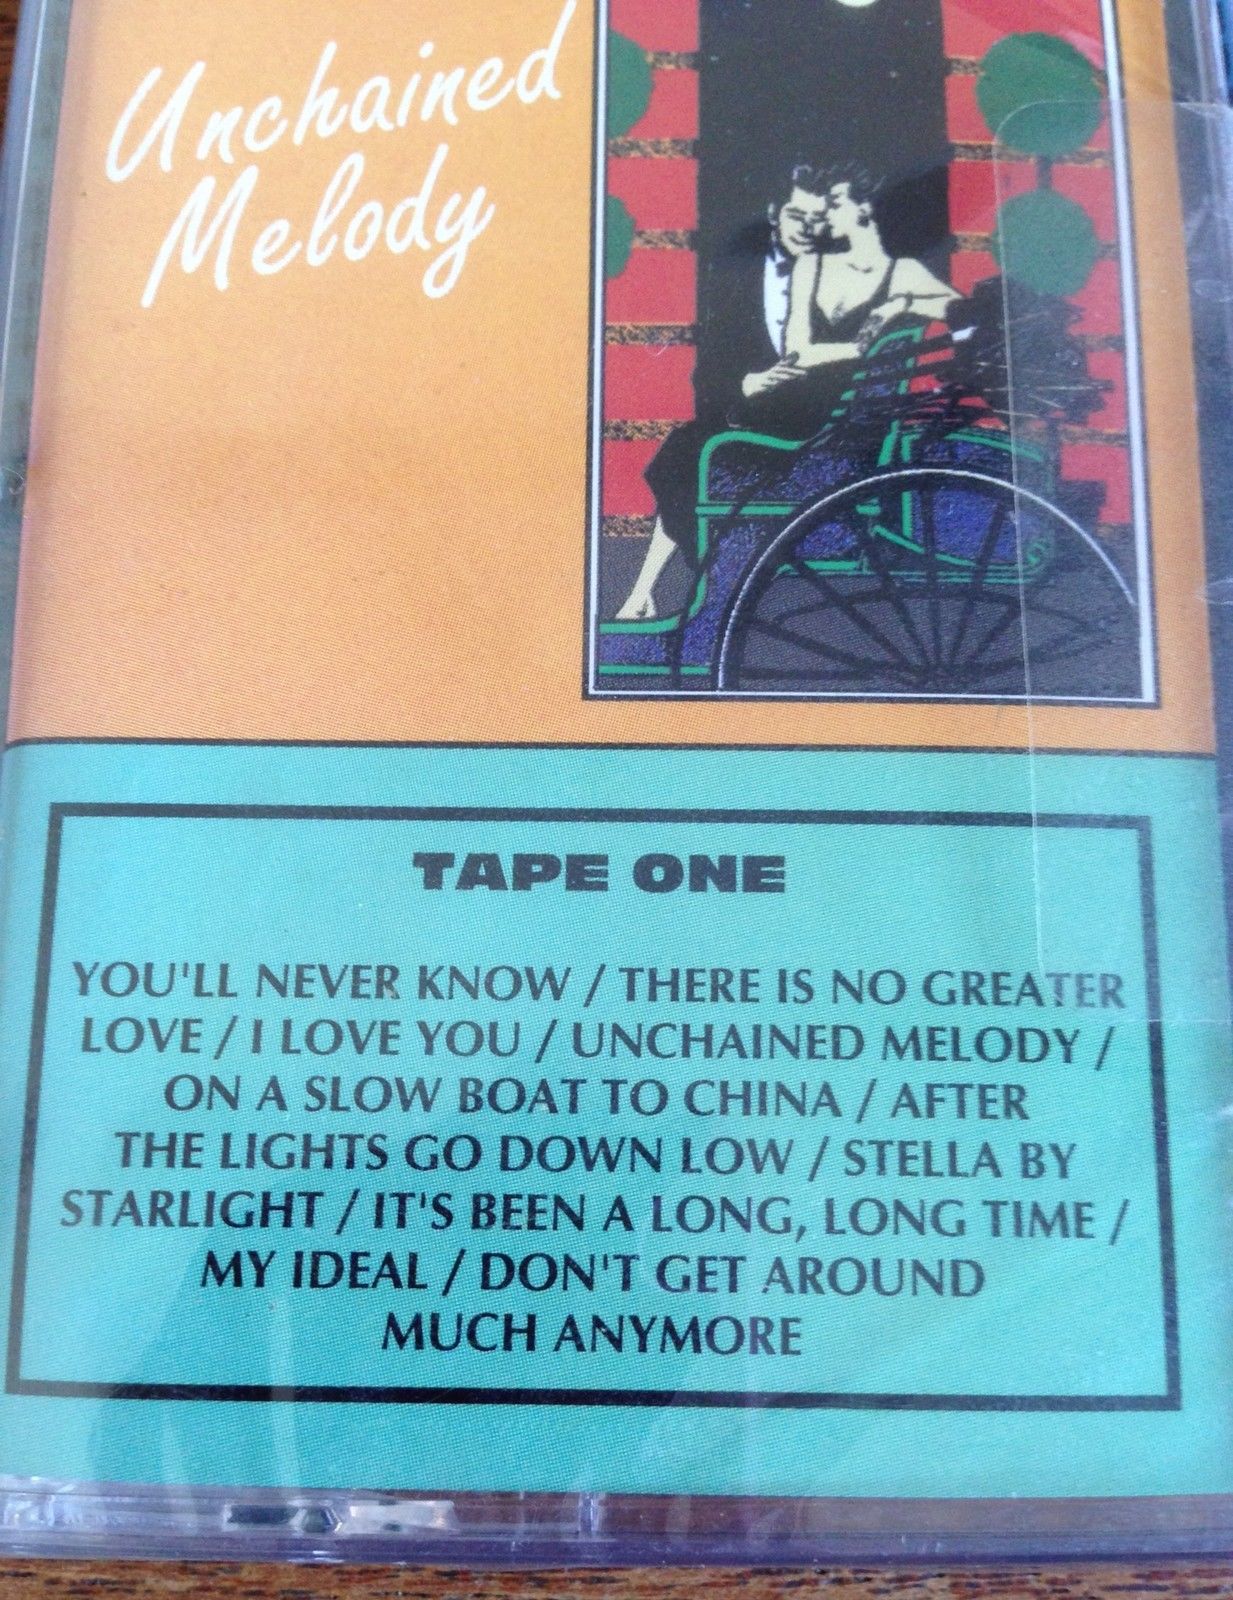 Unchained
Melody
TAPE ONE
YOU'LL NEVER KNOW / THERE IS NO GREATER
LOVE / I LOVE YOU / UNCHAINED MELODY /
ON A SLOW BOAT TO CHINA / AFTER
THE LIGHTS GO DOWN LOW / STELLA BY
STARLIGHT / IT'S BEEN A LONG, LONG TIME /
MY IDEAL / DON'T GET AROUND
MUCH ANYMORE